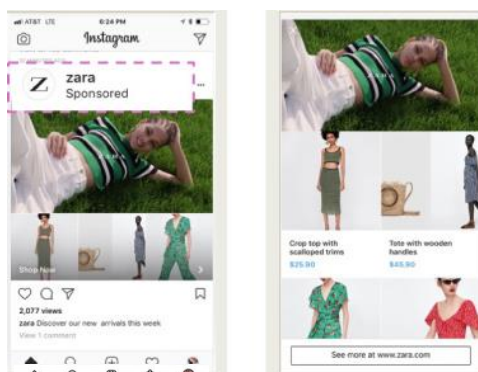 AT&T LTE 6:24 PM
Instagram
Z zara
Sponsored
ZARA
Shop Now
2,077 views
zara Discover our new arrivals this week
View 1 comment
ZARA
Crop top with
scalloped trims
$25.90
Tote with wooden
handles
$45.90
See more at www.zara.com